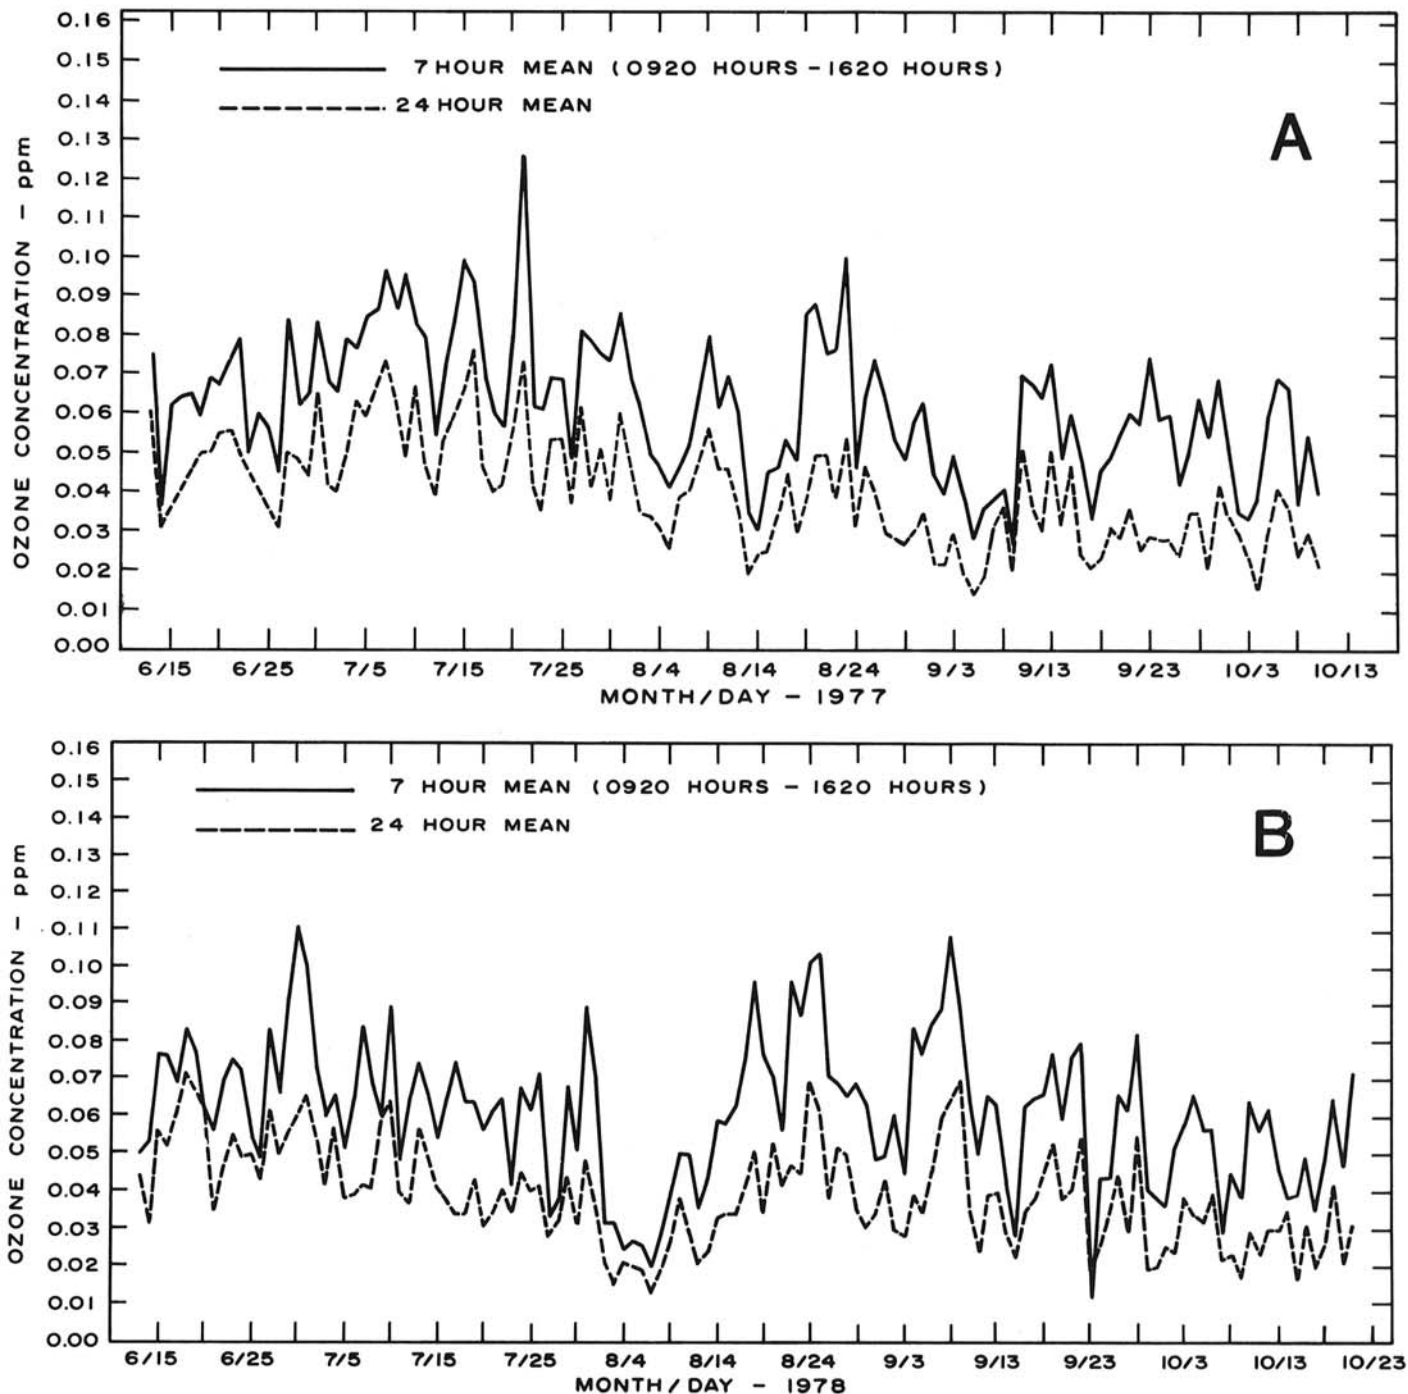 0.16
0.15
0.14
0.13
0.12
0.11
0.10
0.09
0.08
0.07
0.06
0.05
0.04
0.03
0.02
0.01
0.00
OZONE CONCENTRATION - ppm
7 HOUR MEAN (0920 HOURS - 1620 HOURS)
24 HOUR MEAN
A
6/15 6/25 7/5 7/15 7/25 8/4 8/14 8/24 9/3 9/13 9/23 10/3 10/13
MONTH/DAY - 1977
0.16
0.15
0.14
0.13
0.12
0.11
0.10
0.09
0.08
0.07
0.06
0.05
0.04
0.03
0.02
0.01
0.00
OZONE CONCENTRATION - ppm
7 HOUR MEAN (0920 HOURS - 1620 HOURS)
24 HOUR MEAN
B
6/15 6/25 7/5 7/15 7/25 8/4 8/14 8/24 9/3 9/13 9/23 10/3 10/13 10/23
MONTH/DAY - 1978